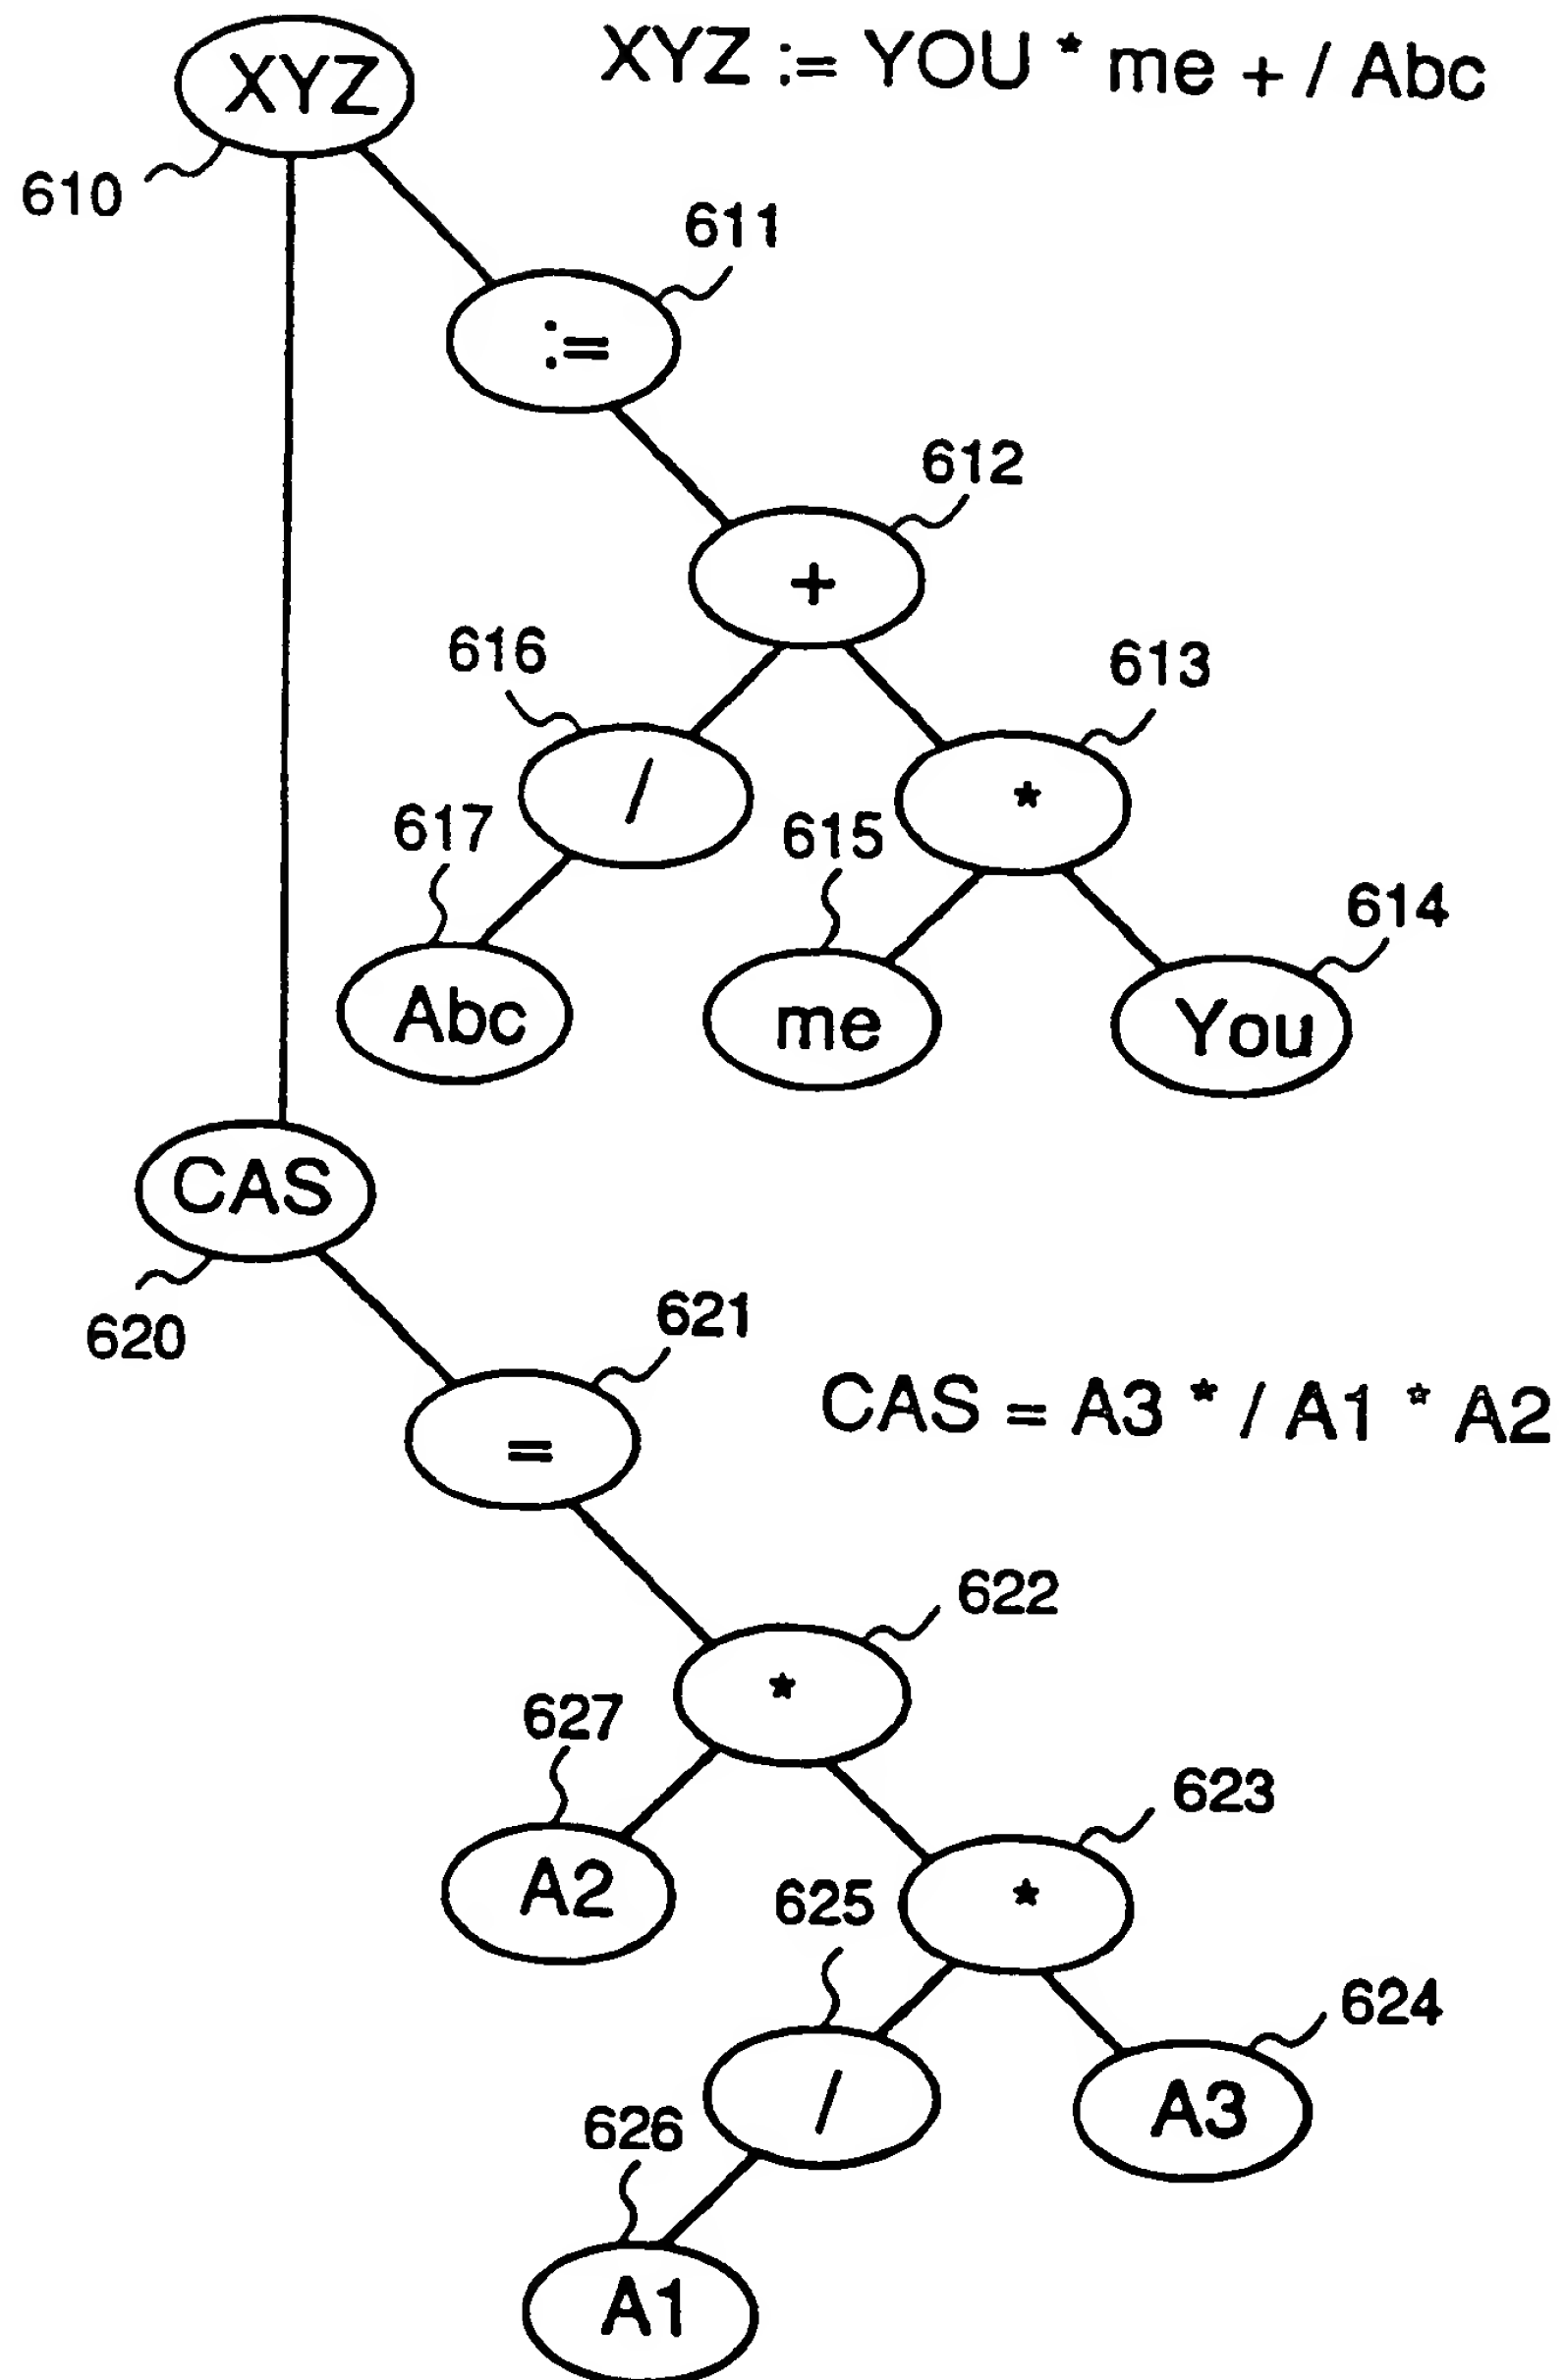 XYZ
XYZ := YOU * me + / Abc
610
611
:=
612
+
616
613
/
*
617
615
614
Abc
me
You
CAS
620
621
=
CAS = A3 * / A1 * A2
622
*
627
623
A2
*
625
624
/
A3
626
A1